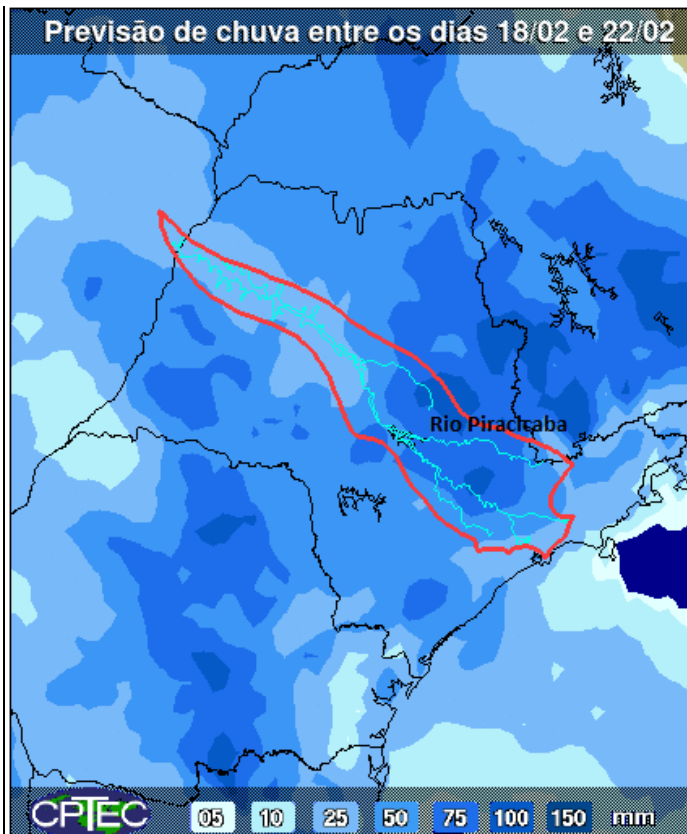 Previsão de chuva entre os dias 18/02 e 22/02
Rio Piracicaba
CPTEC 05 10 25 50 75 100 150 mm